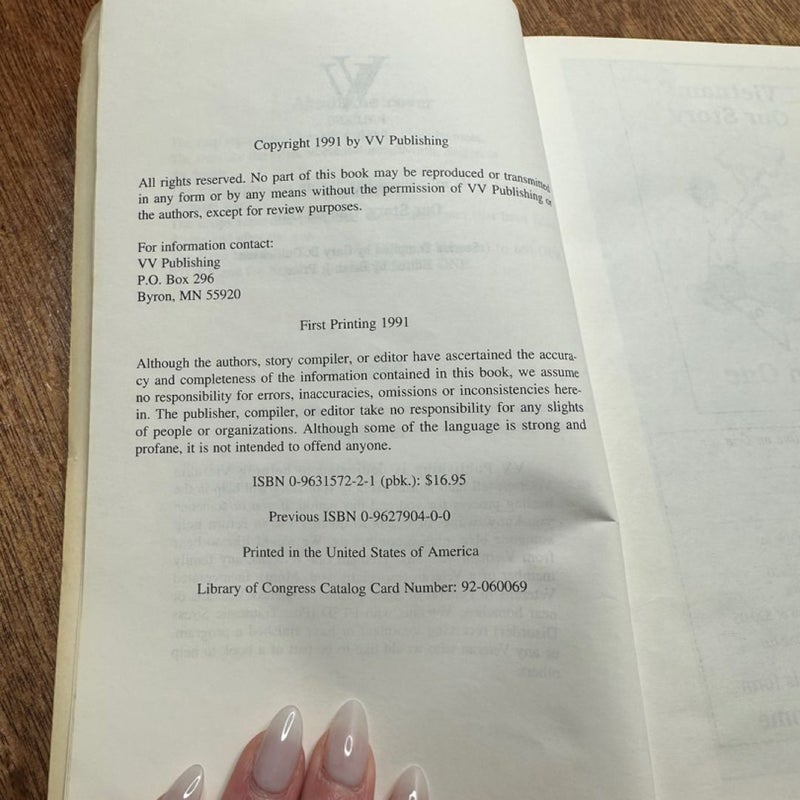 Copyright 1991 by VV Publishing
All rights reserved. No part of this book may be reproduced or transmitted
in any form or by any means without the permission of VV Publishing or
the authors, except for review purposes.
For information contact:
VV Publishing
P.O. Box 296
Byron, MN 55920
First Printing 1991
Although the authors, story compiler, or editor have ascertained the accura-
cy and completeness of the information contained in this book, we assume
no responsibility for errors, inaccuracies, omissions or inconsistencies here-
in. The publisher, compiler, or editor take no responsibility for any slights
of people or organizations. Although some of the language is strong and
profane, it is not intended to offend anyone.
ISBN 0-9631572-2-1 (pbk.): $16.95
Previous ISBN 0-9627904-0-0
Printed in the United States of America
Library of Congress Catalog Card Number: 92-060069